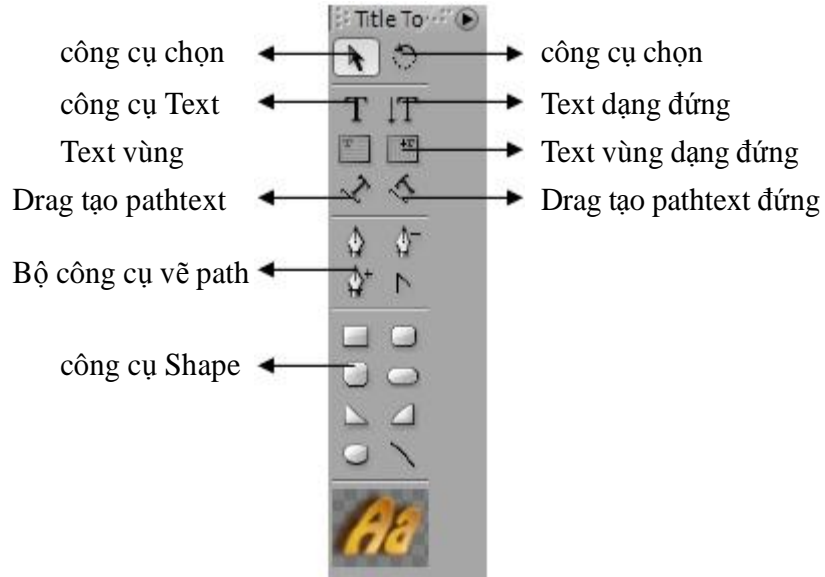 Title To...
công cụ chọn
công cụ chọn
công cụ Text
Text dạng đứng
Text vùng
Text vùng dạng đứng
Drag tạo pathtext
Drag tạo pathtext đứng
Bộ công cụ vẽ path
công cụ Shape
Aa